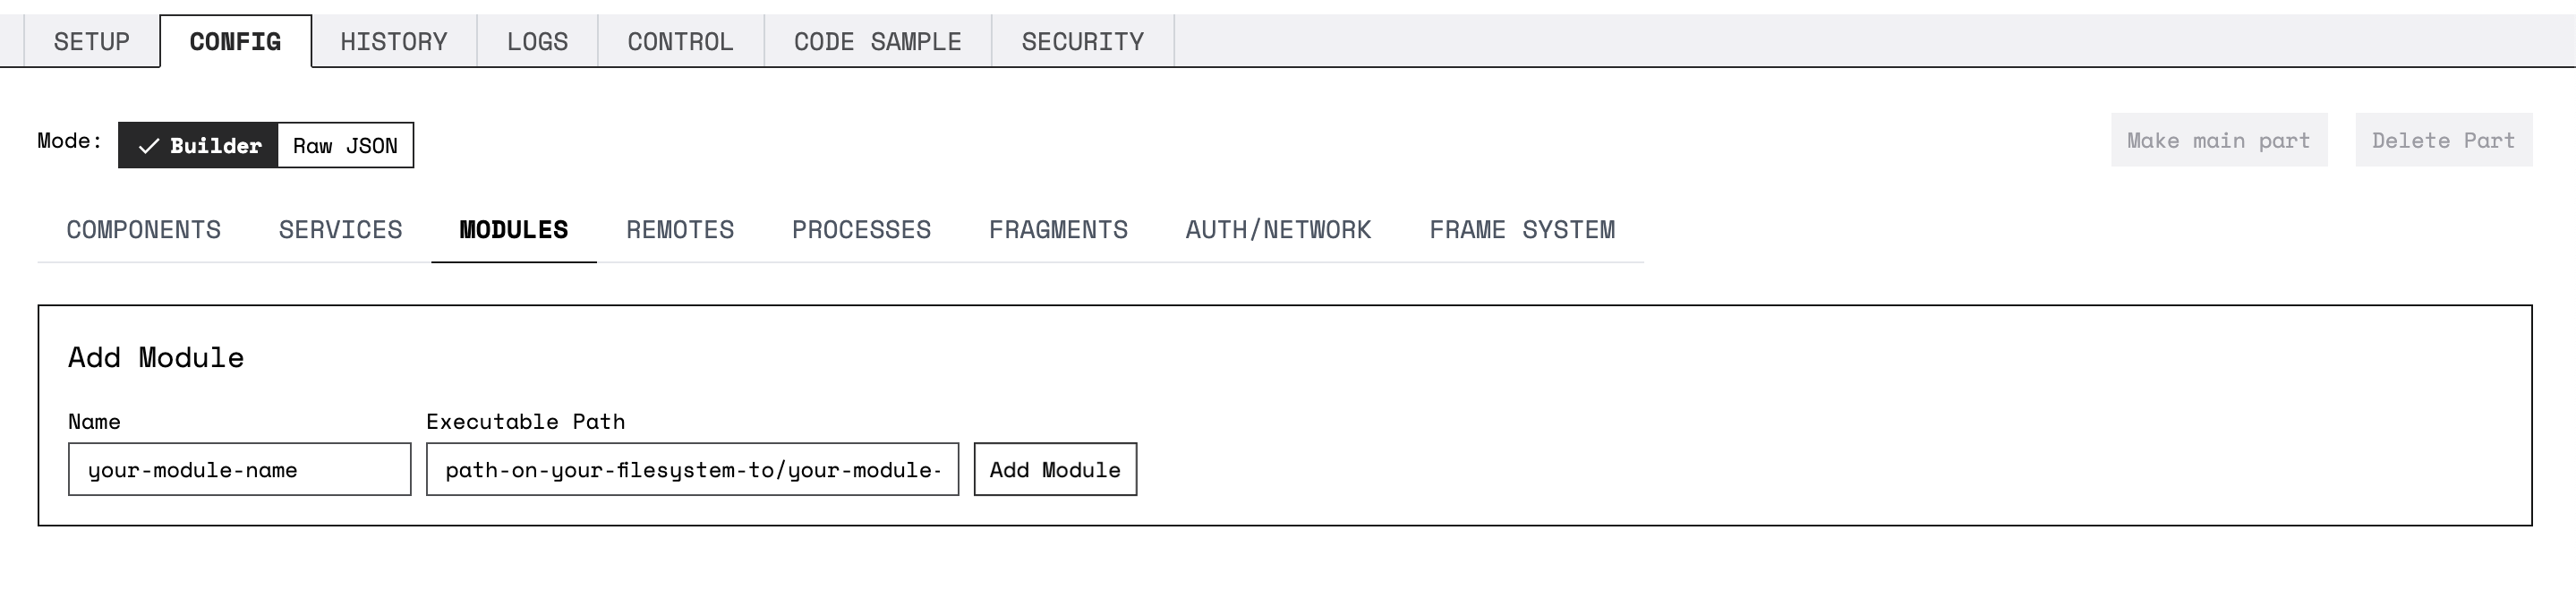 SETUP CONFIG HISTORY LOGS CONTROL CODE SAMPLE SECURITY
Mode: Builder Raw JSON Make main part Delete Part
COMPONENTS SERVICES MODULES REMOTES PROCESSES FRAGMENTS AUTH/NETWORK FRAME SYSTEM
Add Module
Name Executable Path
your-module-name path-on-your-filesystem-to/your-module- Add Module